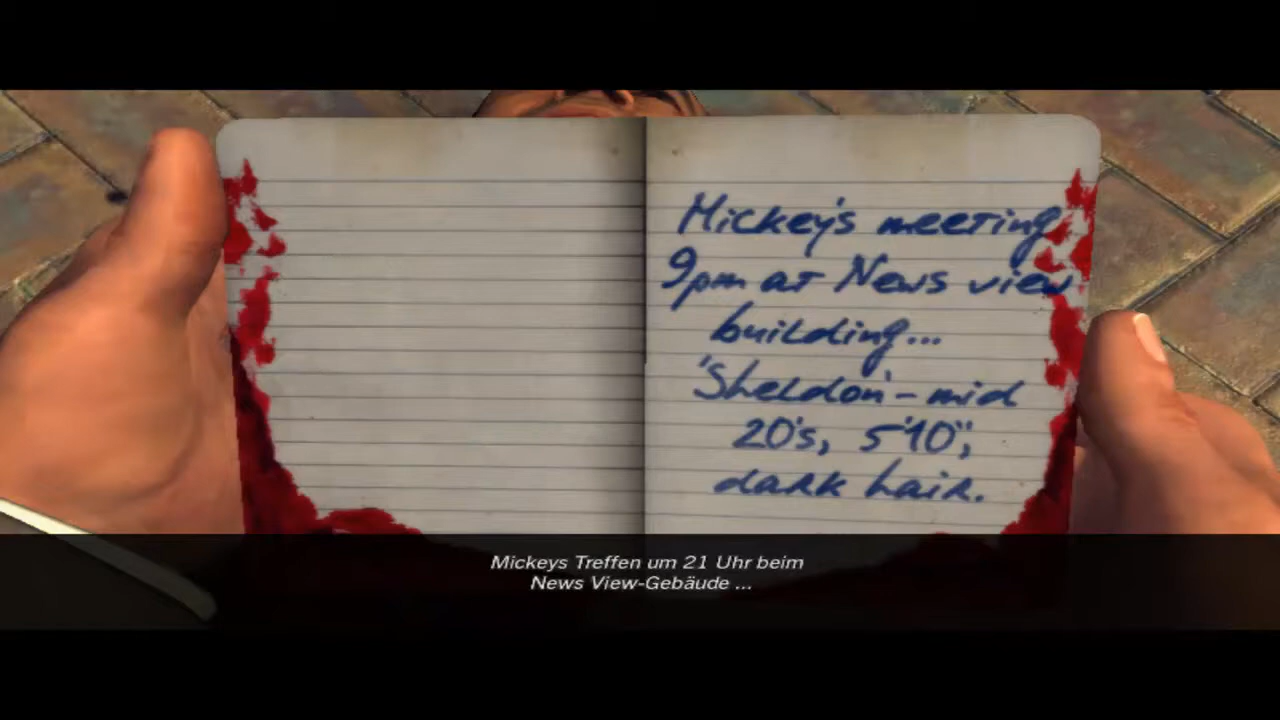 Mickey's meeting
9pm at News view
building...
'Sheldon' - mid
20's, 5'10",
dark hair.
Mickeys Treffen um 21 Uhr beim
News View-Gebäude ...